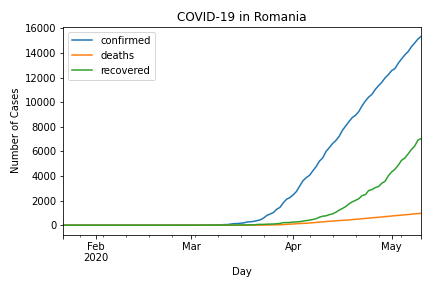 COVID-19 in Romania
confirmed
deaths
recovered
Number of Cases
16000
14000
12000
10000
8000
6000
4000
2000
0
Feb
2020
Mar
Apr
May
Day